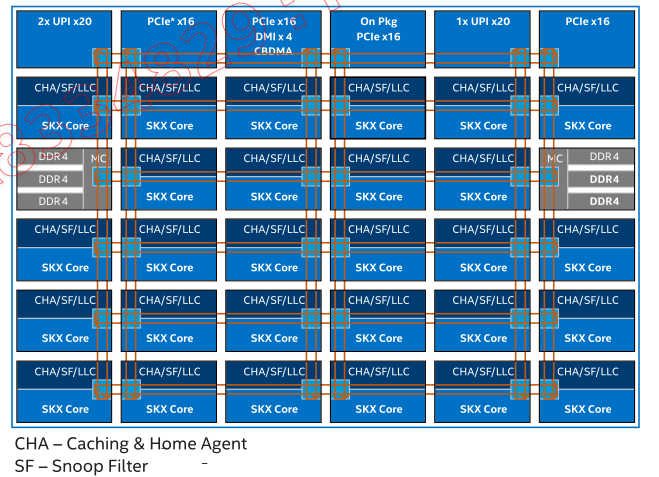 2x UPI x20 PCIe* x16 PCIe x16 On Pkg 1x UPI x20 PCIe x16
DMI x 4 PCIe x16
CBDMA
CHA/SF/LLC CHA/SF/LLC CHA/SF/LLC CHA/SF/LLC CHA/SF/LLC CHA/SF/LLC
SKX Core SKX Core SKX Core SKX Core SKX Core SKX Core
DDR4 MC CHA/SF/LLC CHA/SF/LLC CHA/SF/LLC CHA/SF/LLC MC DDR4
DDR4 DDR4
SKX Core SKX Core SKX Core SKX Core
DDR4 DDR4
CHA/SF/LLC CHA/SF/LLC CHA/SF/LLC CHA/SF/LLC CHA/SF/LLC CHA/SF/LLC
SKX Core SKX Core SKX Core SKX Core SKX Core SKX Core
CHA/SF/LLC CHA/SF/LLC CHA/SF/LLC CHA/SF/LLC CHA/SF/LLC CHA/SF/LLC
SKX Core SKX Core SKX Core SKX Core SKX Core SKX Core
CHA/SF/LLC CHA/SF/LLC CHA/SF/LLC CHA/SF/LLC CHA/SF/LLC CHA/SF/LLC
SKX Core SKX Core SKX Core SKX Core SKX Core SKX Core
CHA – Caching & Home Agent
SF – Snoop Filter